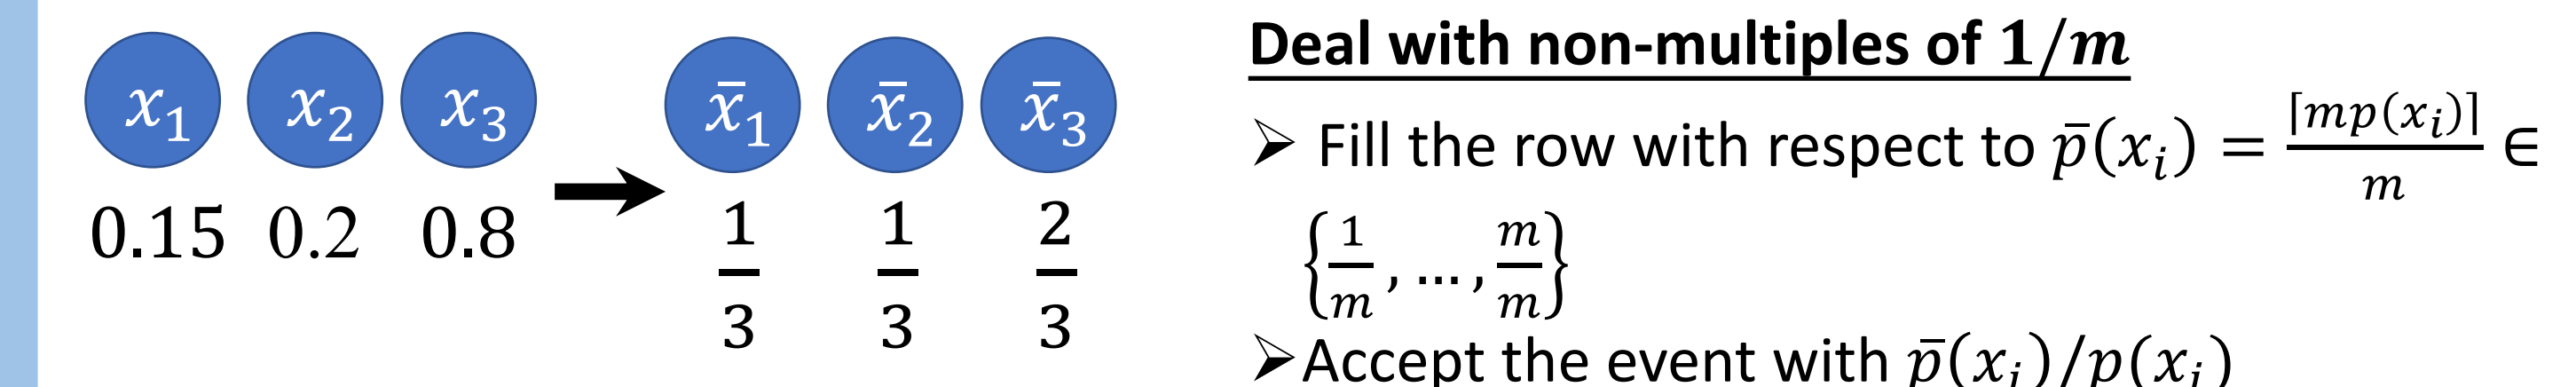 x₁ x₂ x₃ x̄₁ x̄₂ x̄₃
0.15 0.2 0.8 1/3 1/3 2/3
Deal with non-multiples of 1/m
➢ Fill the row with respect to p̄(xᵢ) = ⌈mp(xᵢ)⌉/m ∈
{1/m, …, m/m}
➢Accept the event with p̄(xᵢ)/p(xᵢ)